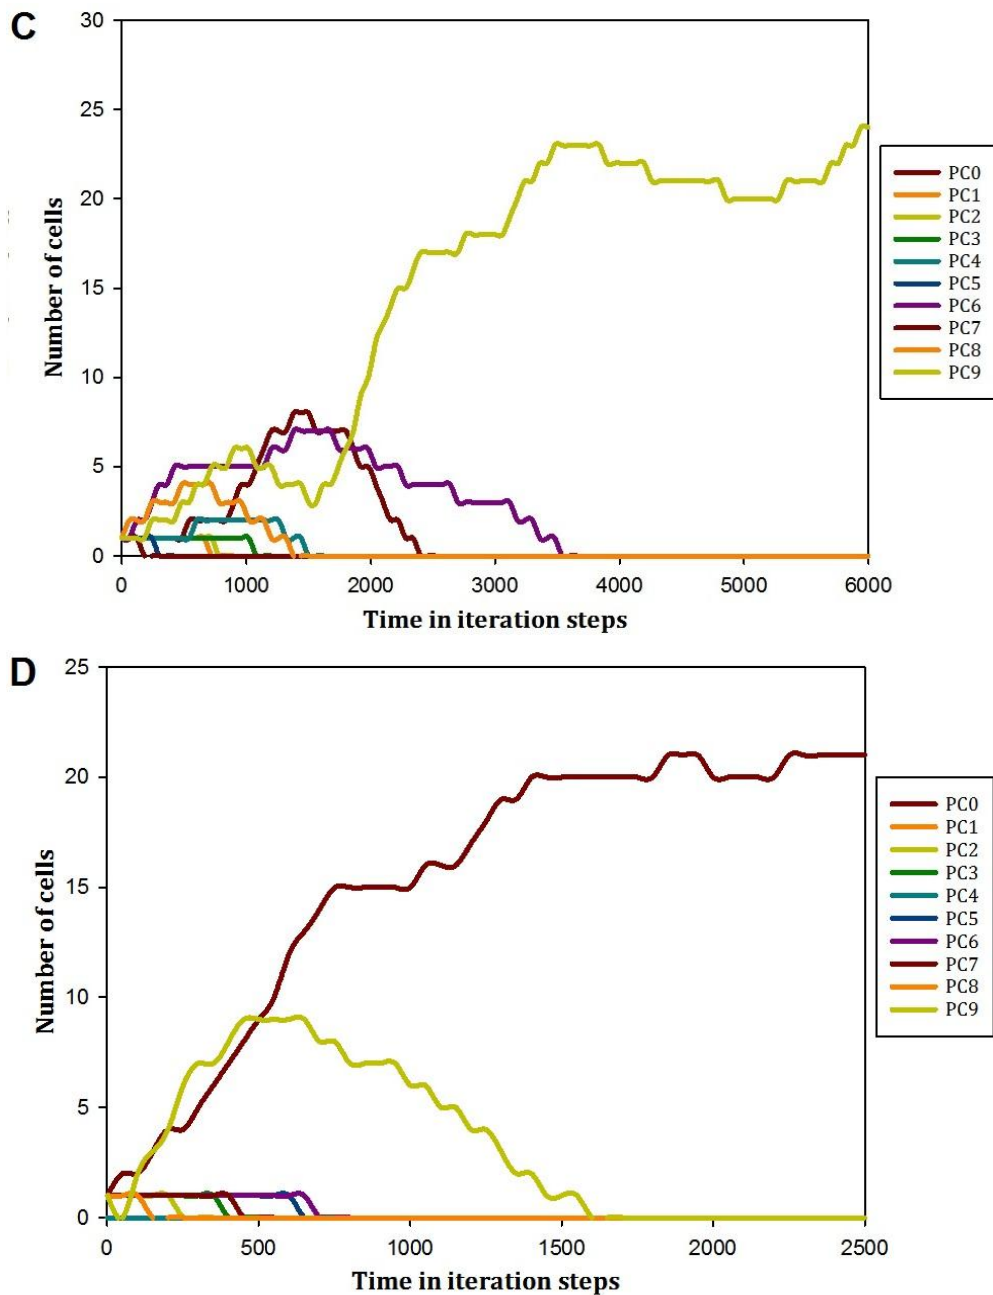 C
30
25
20
15
10
5
0
Number of cells
0 1000 2000 3000 4000 5000 6000
Time in iteration steps
PC0
PC1
PC2
PC3
PC4
PC5
PC6
PC7
PC8
PC9
D
25
20
15
10
5
0
Number of cells
0 500 1000 1500 2000 2500
Time in iteration steps
PC0
PC1
PC2
PC3
PC4
PC5
PC6
PC7
PC8
PC9